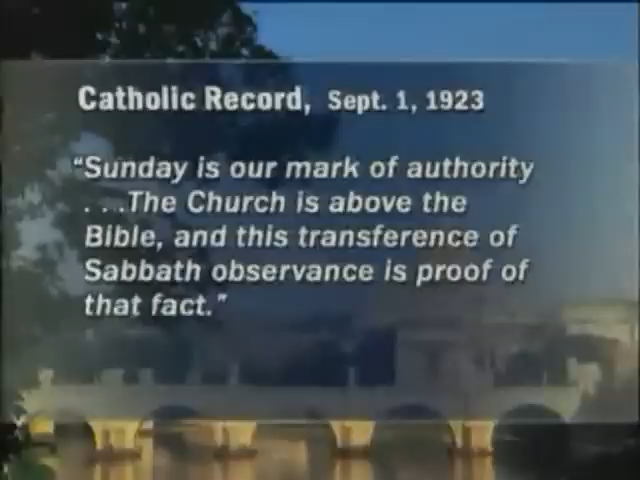 Catholic Record, Sept. 1, 1923
“Sunday is our mark of authority
. . .The Church is above the
Bible, and this transference of
Sabbath observance is proof of
that fact.”